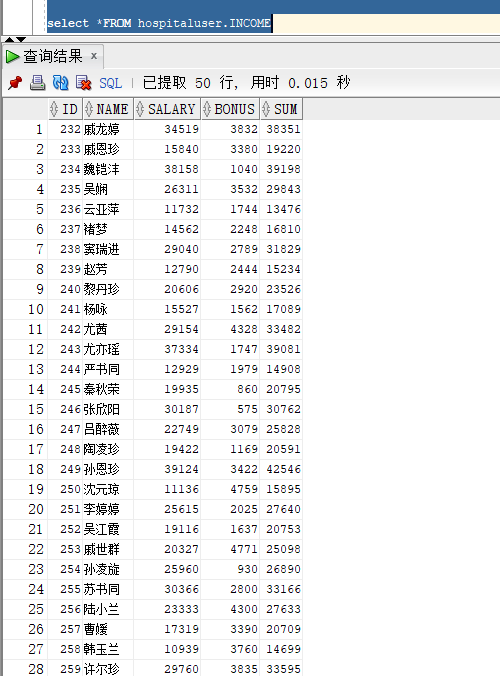 select *FROM hospitaluser.INCOME
查询结果 x
SQL | 已提取 50 行, 用时 0.015 秒
ID NAME SALARY BONUS SUM
1 232 戚龙婷 34519 3832 38351
2 233 戚恩珍 15840 3380 19220
3 234 魏铠沣 38158 1040 39198
4 235 吴娴 26311 3532 29843
5 236 云亚萍 11732 1744 13476
6 237 褚梦 14562 2248 16810
7 238 窦瑞进 29040 2789 31829
8 239 赵芳 12790 2444 15234
9 240 黎丹珍 20606 2920 23526
10 241 杨咏 15527 1562 17089
11 242 尤茜 29154 4328 33482
12 243 尤亦瑶 37334 1747 39081
13 244 严书同 12929 1979 14908
14 245 秦秋荣 19935 860 20795
15 246 张欣阳 30187 575 30762
16 247 吕醉薇 22749 3079 25828
17 248 陶凌珍 19422 1169 20591
18 249 孙恩珍 39124 3422 42546
19 250 沈元琼 11136 4759 15895
20 251 李婷婷 25615 2025 27640
21 252 吴江霞 19116 1637 20753
22 253 戚世群 20327 4771 25098
23 254 孙凌旋 25960 930 26890
24 255 苏书同 30366 2800 33166
25 256 陆小兰 23333 4300 27633
26 257 曹媛 17319 3390 20709
27 258 韩玉兰 10939 3760 14699
28 259 许尔珍 29760 3835 33595